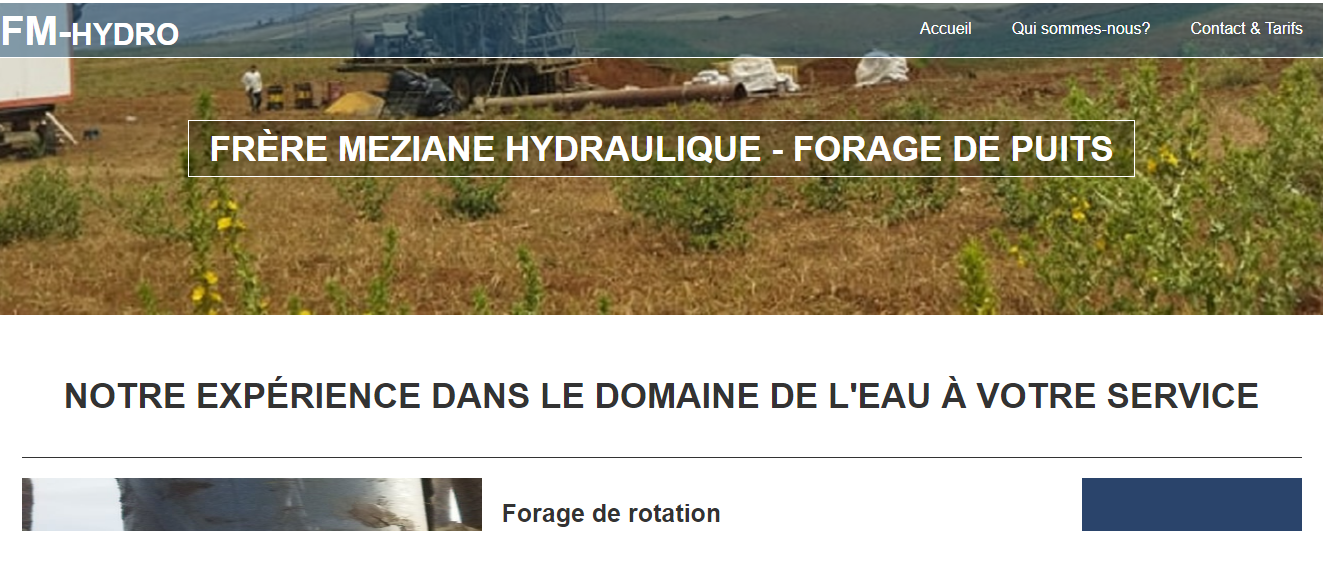 FM-HYDRO
Accueil Qui sommes-nous? Contact & Tarifs
FRÈRE MEZIANE HYDRAULIQUE - FORAGE DE PUITS
NOTRE EXPÉRIENCE DANS LE DOMAINE DE L'EAU À VOTRE SERVICE
Forage de rotation